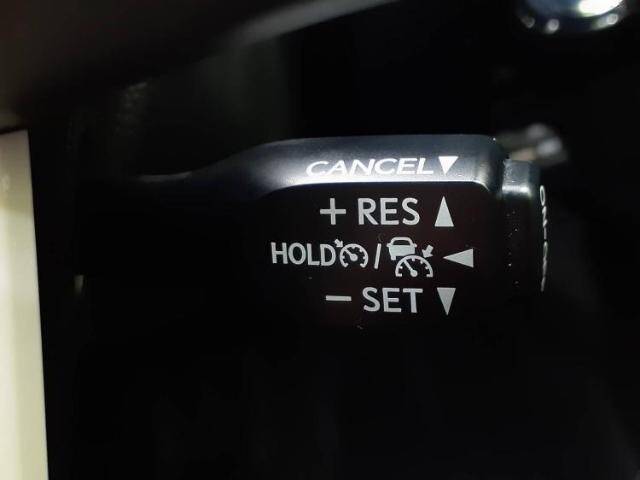 CANCEL▼
+ RES ▲
HOLD / ◀
− SET ▼